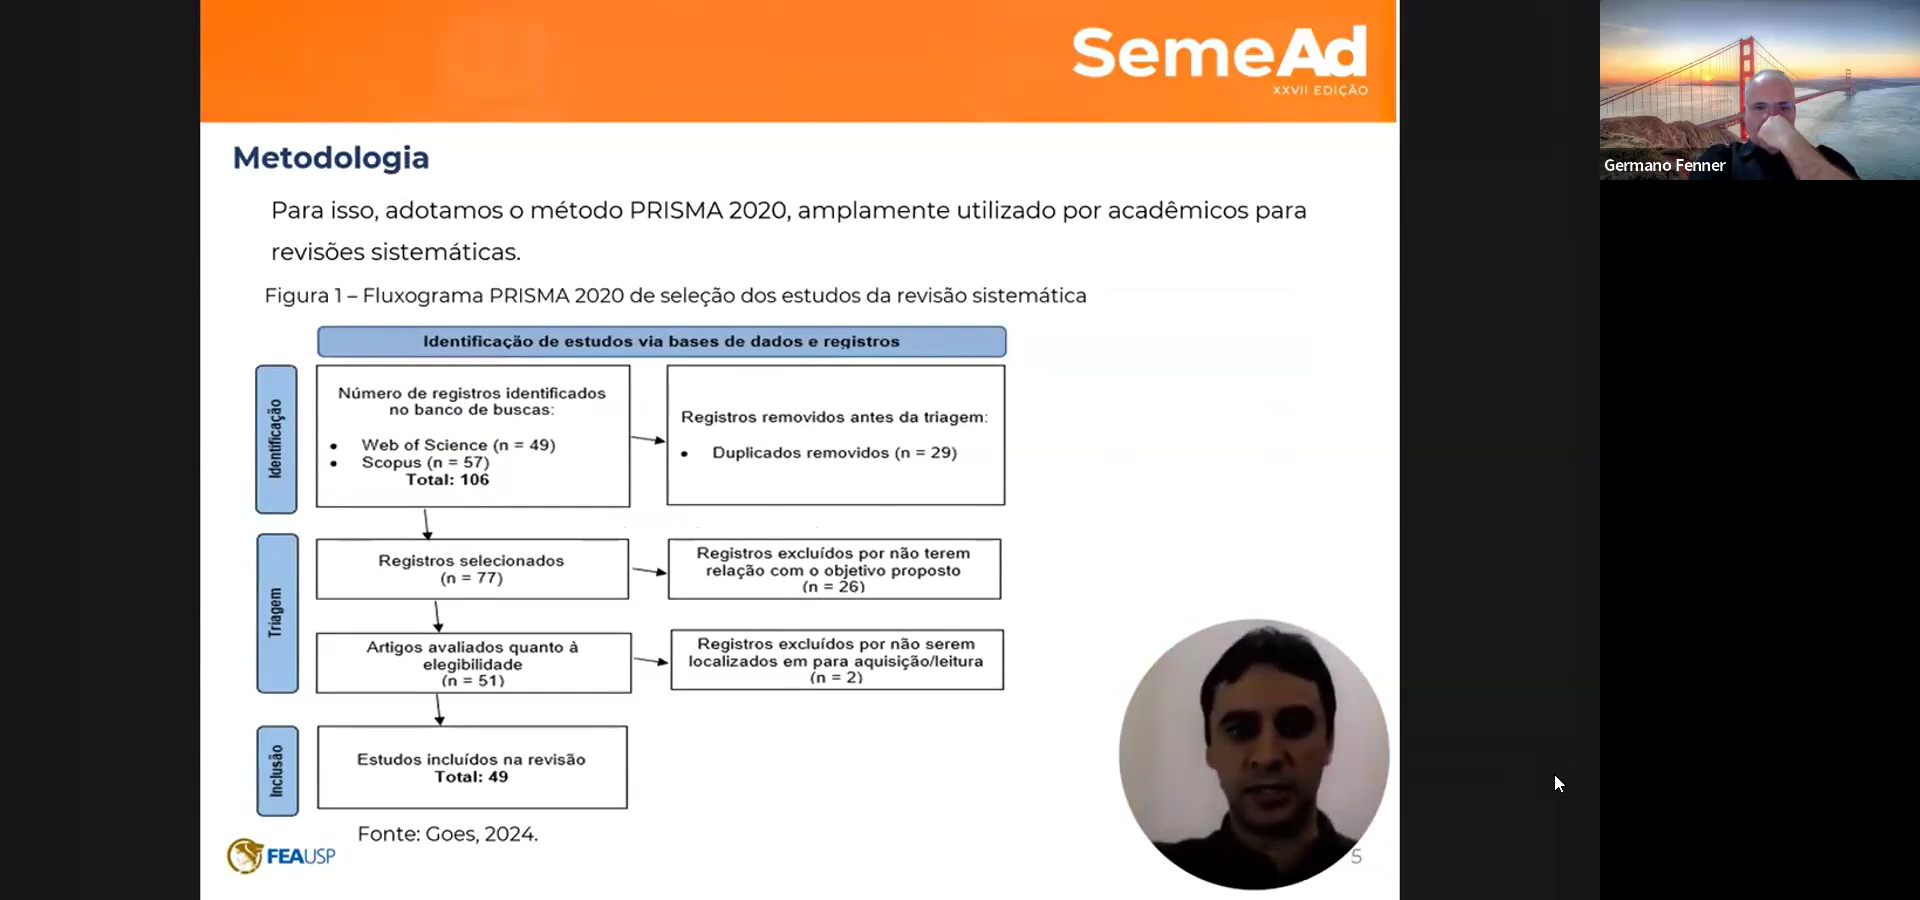 SemeAd
XXVII EDIÇÃO
Germano Fenner
Metodologia
Para isso, adotamos o método PRISMA 2020, amplamente utilizado por acadêmicos para
revisões sistemáticas.
Figura 1 – Fluxograma PRISMA 2020 de seleção dos estudos da revisão sistemática
Identificação de estudos via bases de dados e registros
Identificação
Número de registros identificados
no banco de buscas:
• Web of Science (n = 49)
• Scopus (n = 57)
Total: 106
Registros removidos antes da triagem:
• Duplicados removidos (n = 29)
Triagem
Registros selecionados
(n = 77)
Registros excluídos por não terem
relação com o objetivo proposto
(n = 26)
Artigos avaliados quanto à
elegibilidade
(n = 51)
Registros excluídos por não serem
localizados em para aquisição/leitura
(n = 2)
Inclusão
Estudos incluídos na revisão
Total: 49
Fonte: Goes, 2024.
FEAUSP
5